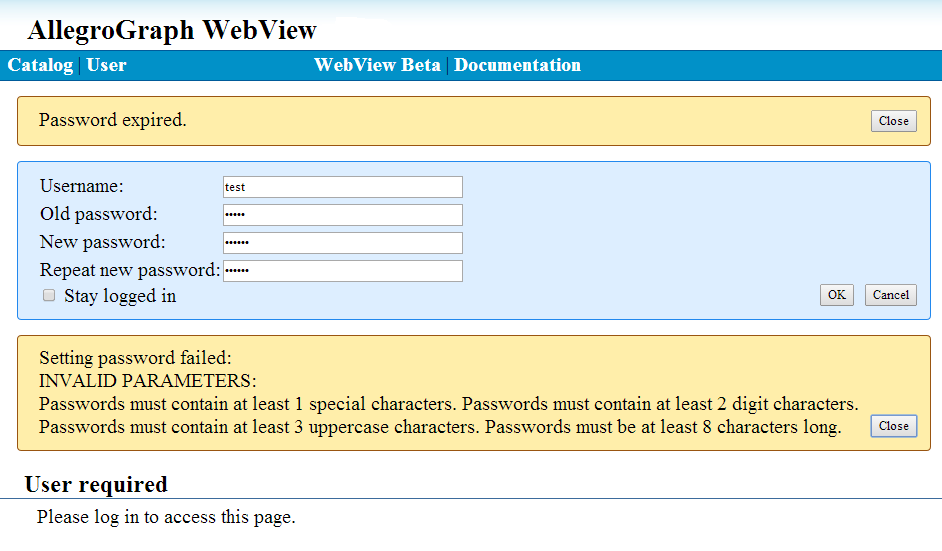 AllegroGraph WebView
Catalog | User WebView Beta | Documentation
Password expired.
Close
Username: test
Old password: •••••
New password: ••••••
Repeat new password: ••••••
Stay logged in
OK Cancel
Setting password failed:
INVALID PARAMETERS:
Passwords must contain at least 1 special characters. Passwords must contain at least 2 digit characters.
Passwords must contain at least 3 uppercase characters. Passwords must be at least 8 characters long.
Close
User required
Please log in to access this page.